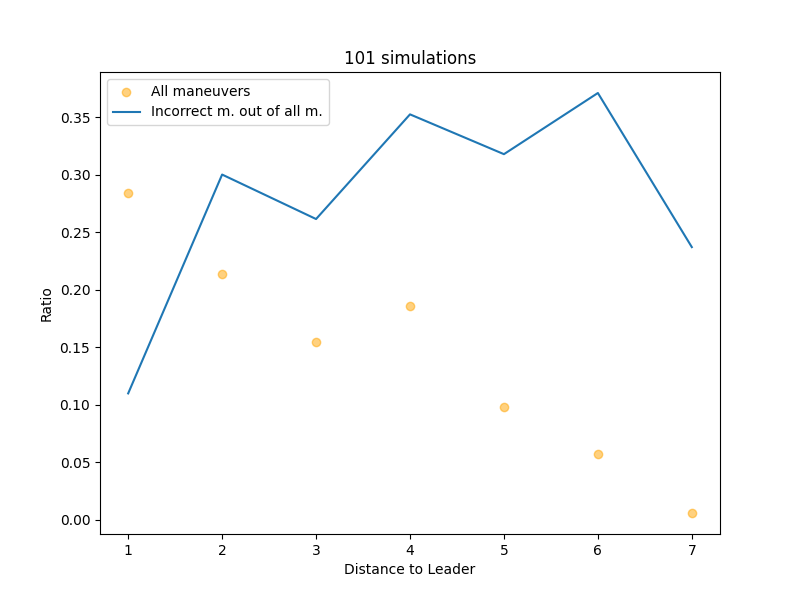 101 simulations
All maneuvers
Incorrect m. out of all m.
0.35
0.30
0.25
0.20
0.15
0.10
0.05
0.00
Ratio
1 2 3 4 5 6 7
Distance to Leader